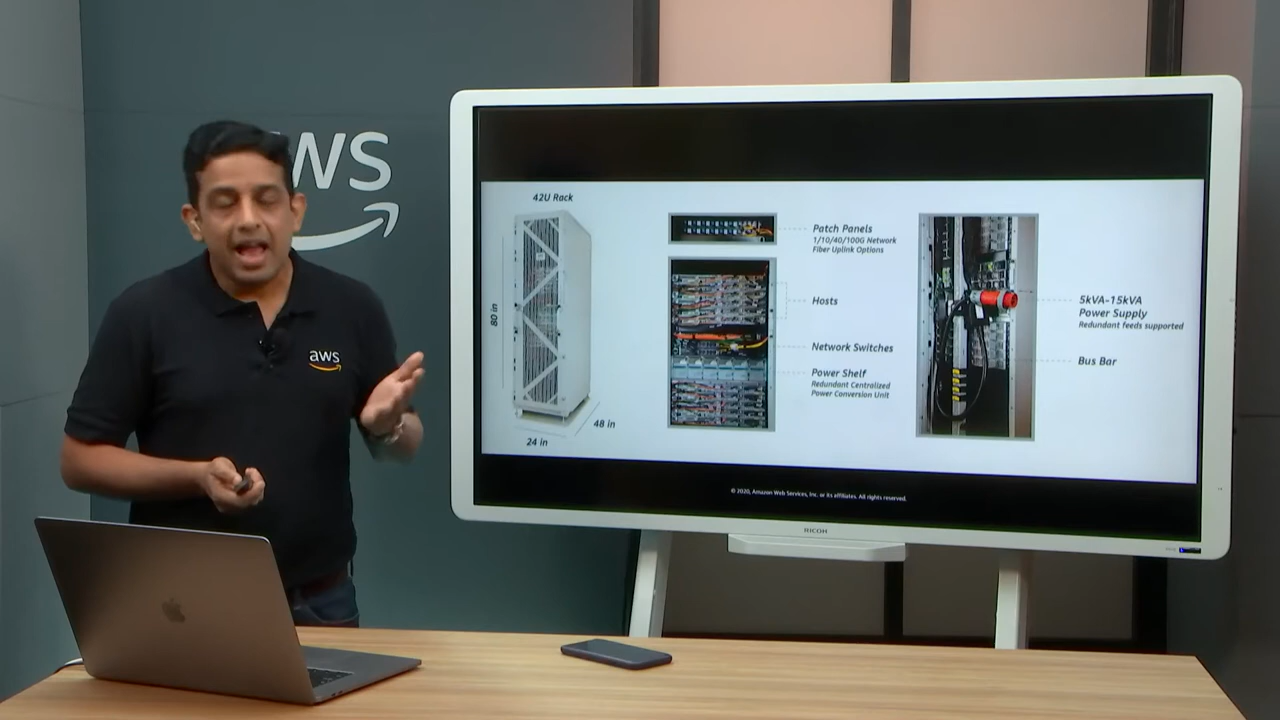 aws
aws
42U Rack
80 in
24 in
48 in
Patch Panels
1/10/40/100G Network
Fiber Uplink Options
Hosts
Network Switches
Power Shelf
Redundant Centralized
Power Conversion Unit
5kVA-15kVA
Power Supply
Redundant feeds supported
Bus Bar
© 2020, Amazon Web Services, Inc. or its affiliates. All rights reserved.
RICOH